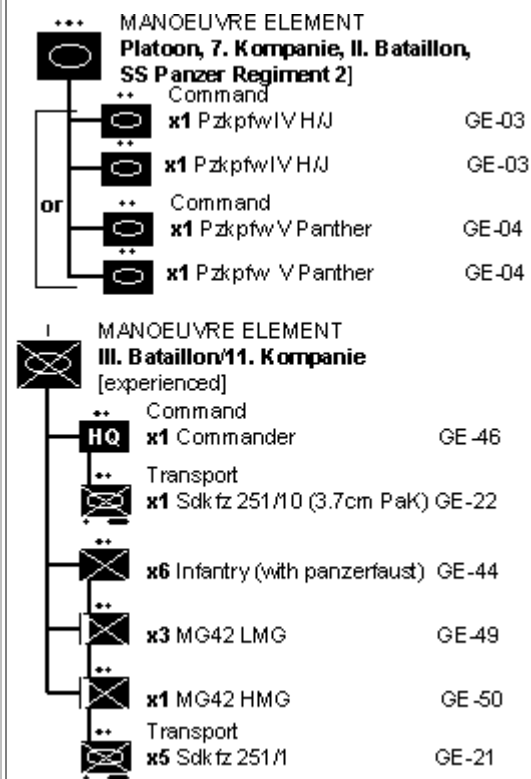 MANOEUVRE ELEMENT
Platoon, 7. Kompanie, II. Bataillon,
SS Panzer Regiment 2]
Command
x1 PzkpfwIV H/J GE-03
x1 PzkpfwIV H/J GE-03
or
Command
x1 Pzkpfw V Panther GE-04
x1 Pzkpfw V Panther GE-04
MANOEUVRE ELEMENT
III. Bataillon/11. Kompanie
[experienced]
Command
HQ x1 Commander GE-46
Transport
x1 Sdkfz 251/10 (3.7cm PaK) GE-22
x6 Infantry (with panzerfaust) GE-44
x3 MG42 LMG GE-49
x1 MG42 HMG GE-50
Transport
x5 Sdkfz 251/1 GE-21